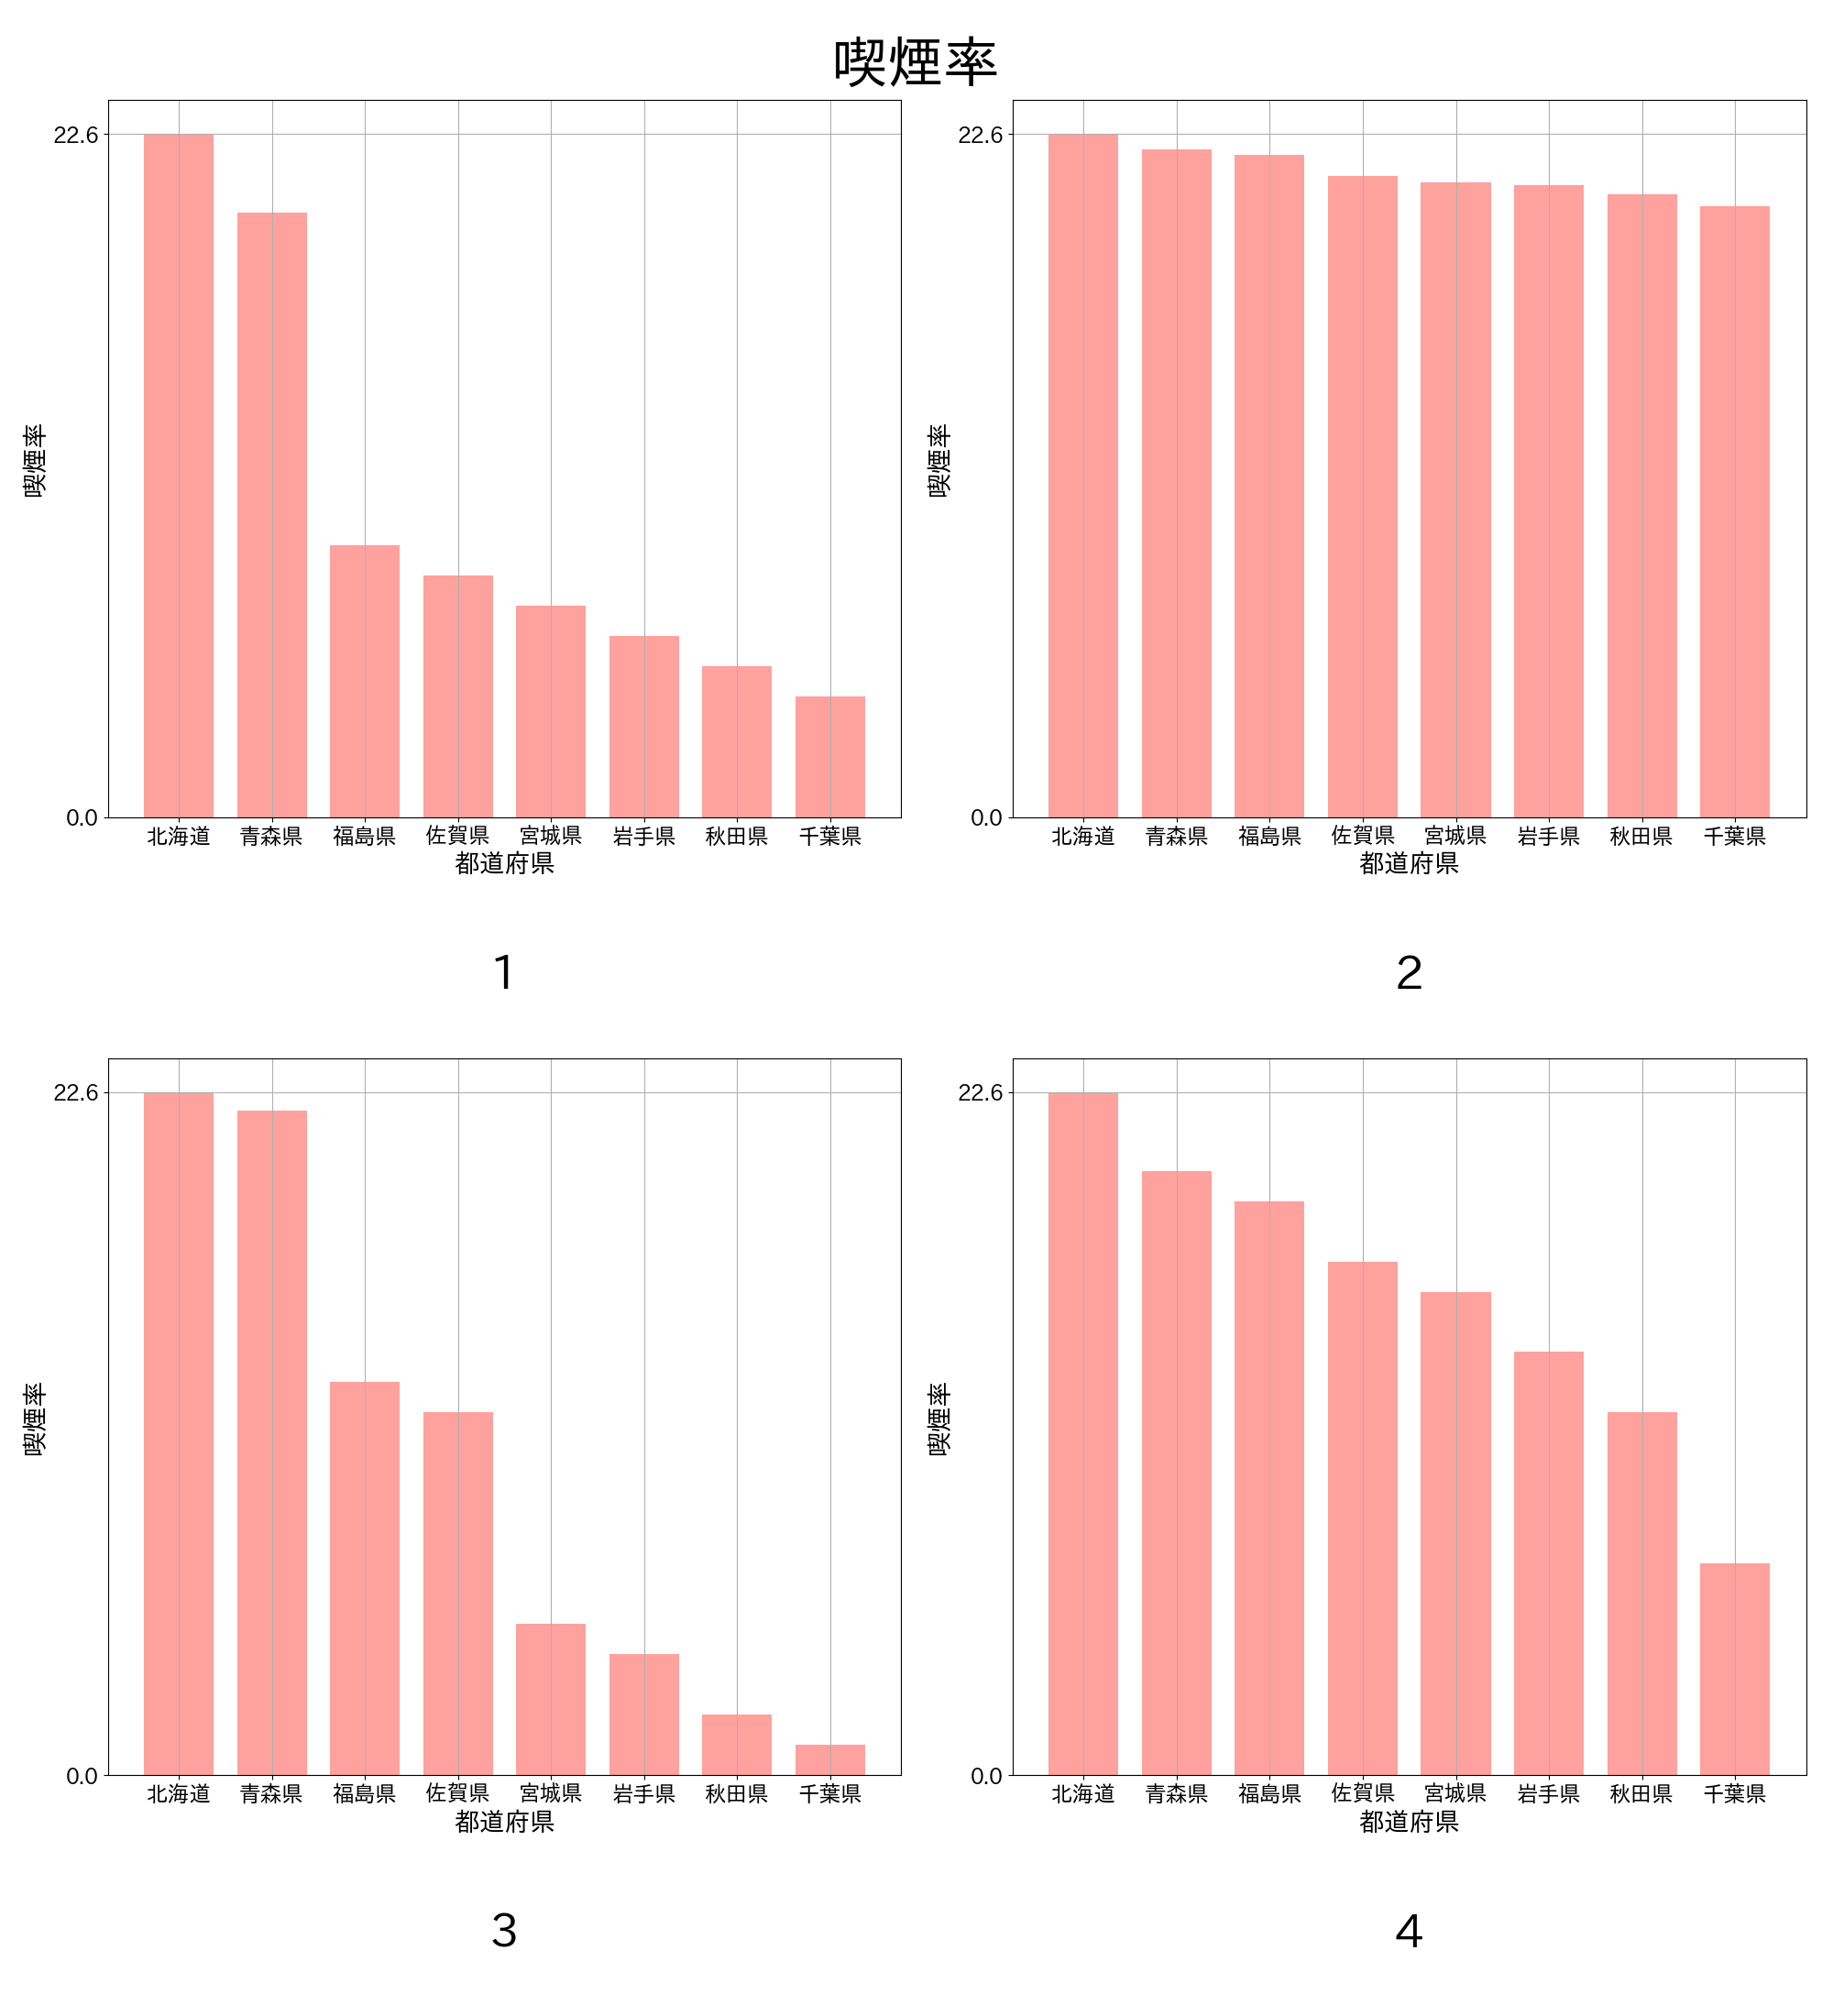 喫煙率
22.6
0.0
喫煙率
北海道 青森県 福島県 佐賀県 宮城県 岩手県 秋田県 千葉県
都道府県
1
22.6
0.0
喫煙率
北海道 青森県 福島県 佐賀県 宮城県 岩手県 秋田県 千葉県
都道府県
2
22.6
0.0
喫煙率
北海道 青森県 福島県 佐賀県 宮城県 岩手県 秋田県 千葉県
都道府県
3
22.6
0.0
喫煙率
北海道 青森県 福島県 佐賀県 宮城県 岩手県 秋田県 千葉県
都道府県
4